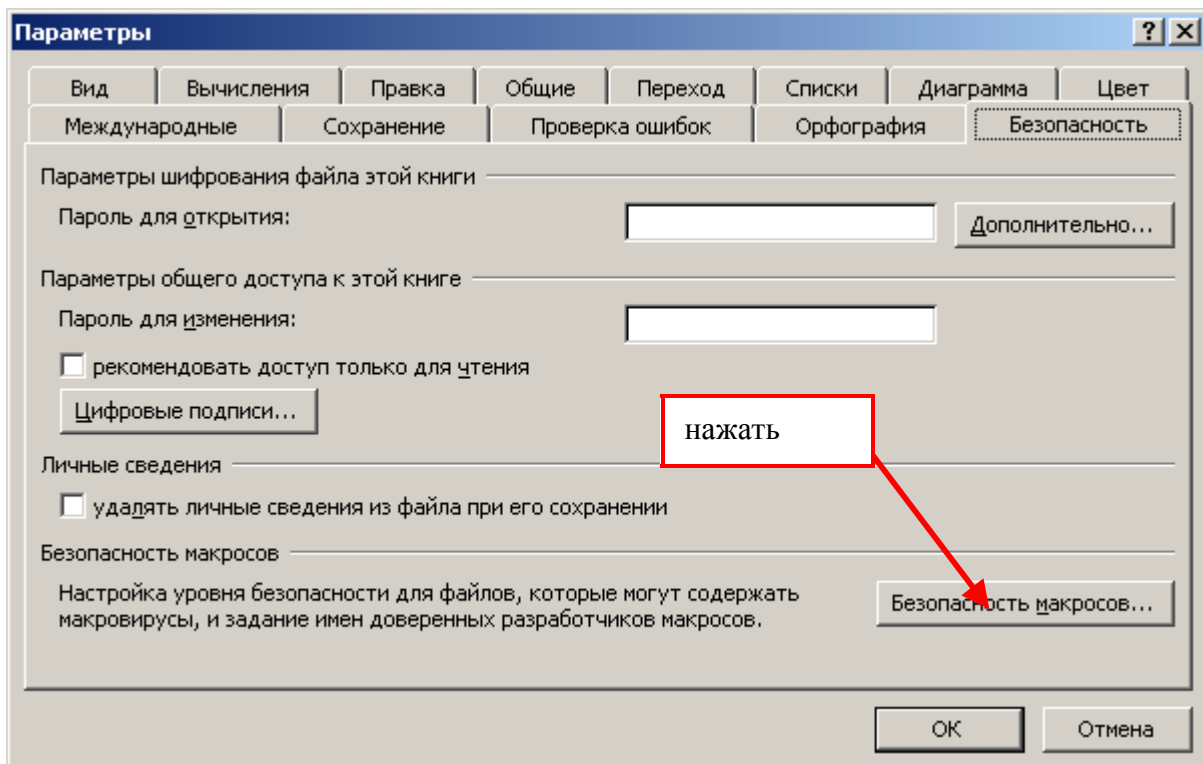 Параметры
Вид Вычисления Правка Общие Переход Списки Диаграмма Цвет
Международные Сохранение Проверка ошибок Орфография Безопасность
Параметры шифрования файла этой книги
Пароль для открытия: Дополнительно...
Параметры общего доступа к этой книге
Пароль для изменения:
рекомендовать доступ только для чтения
Цифровые подписи...
нажать
Личные сведения
удалять личные сведения из файла при его сохранении
Безопасность макросов
Настройка уровня безопасности для файлов, которые могут содержать
макровирусы, и задание имен доверенных разработчиков макросов.
Безопасность макросов...
ОК Отмена